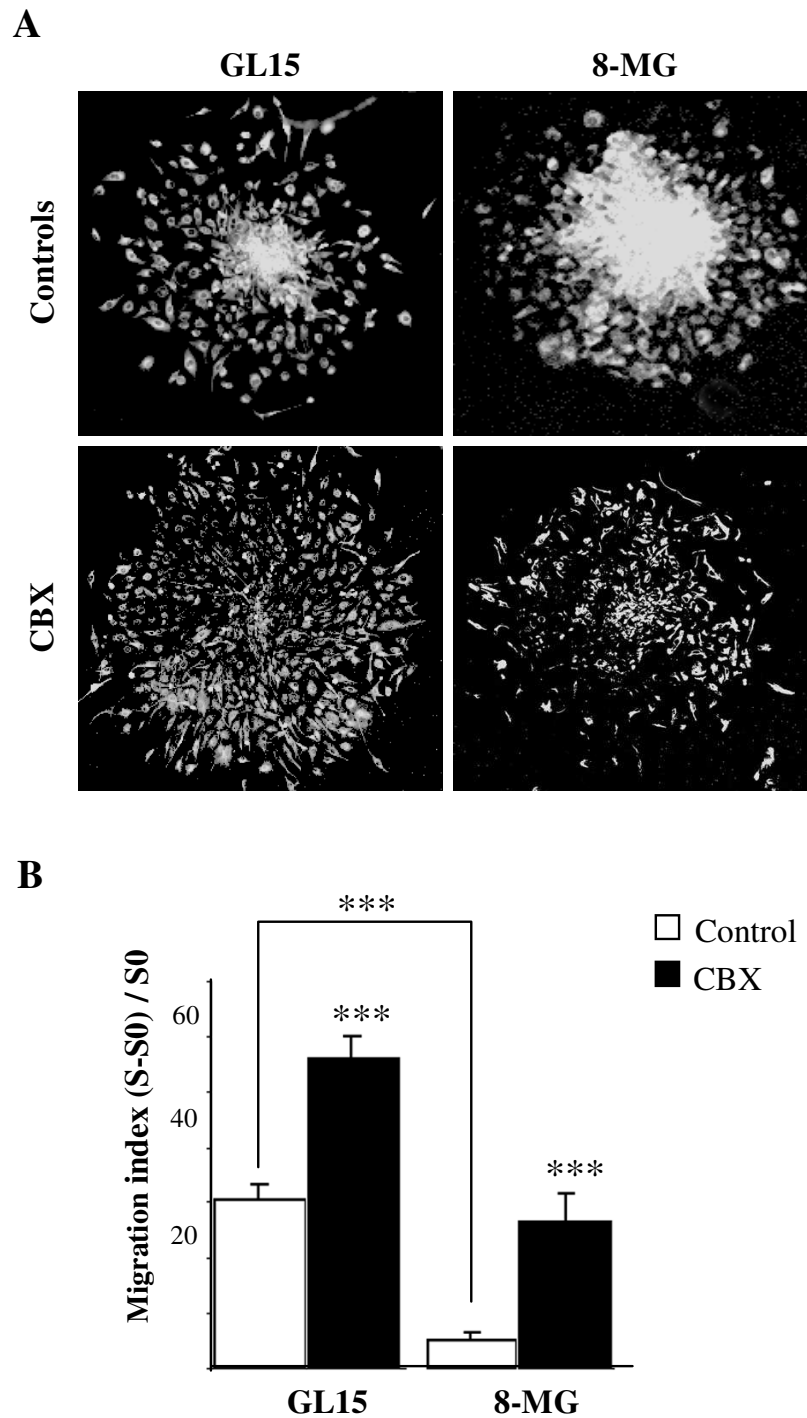 A
GL15 8-MG
Controls
CBX
B
***
Control
CBX
Migration index (S-S0) / S0
60
40
20
***
***
GL15 8-MG